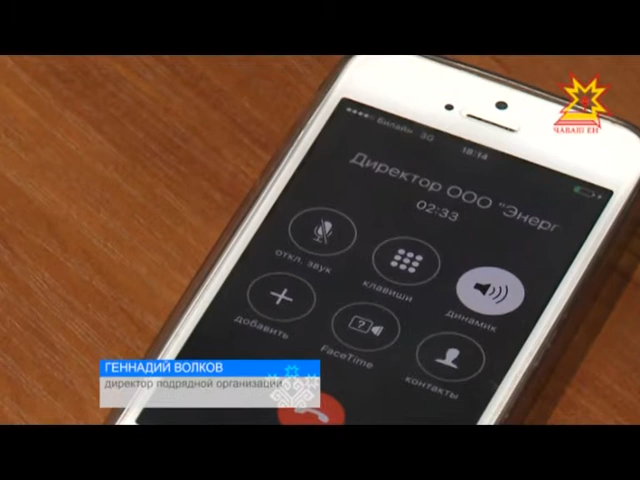 ЧӐВАШ ЕН
Билайн 3G
18:14
Директор ООО "Энерг
02:33
откл. звук
клавиши
динамик
добавить
FaceTime
контакты
ГЕННАДИЙ ВОЛКОВ
директор подрядной организации